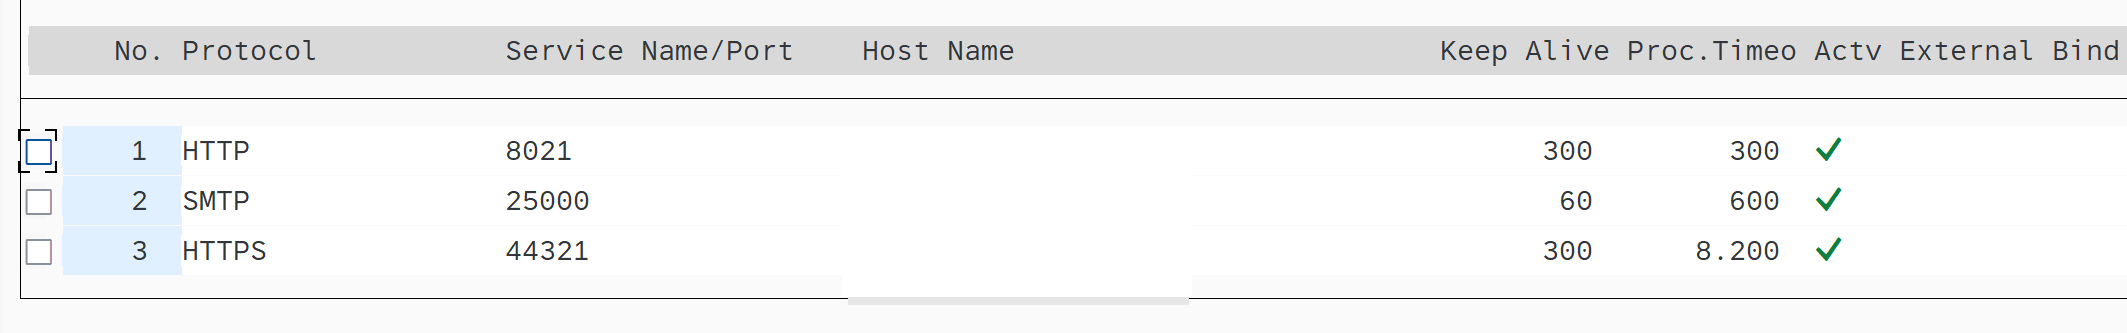 No. Protocol Service Name/Port Host Name Keep Alive Proc.Timeo Actv External Bind
1 HTTP 8021 300 300
2 SMTP 25000 60 600
3 HTTPS 44321 300 8.200